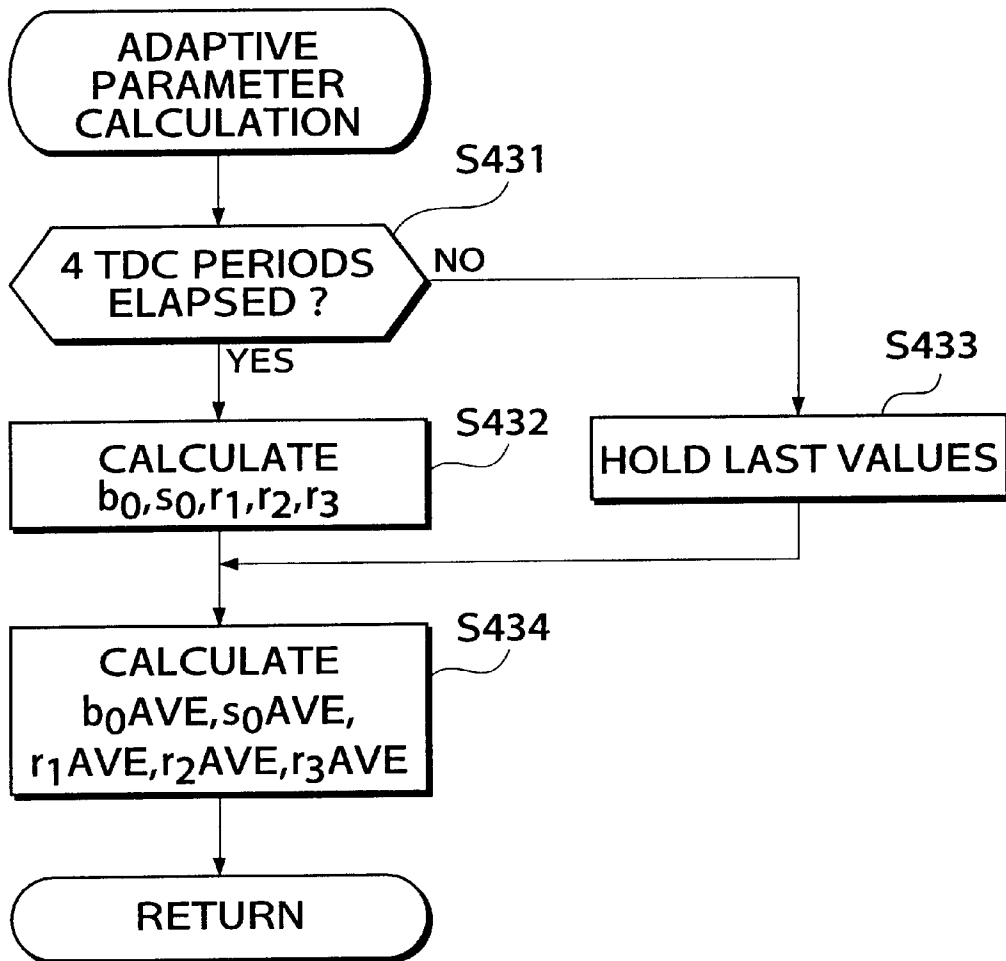 ADAPTIVE
PARAMETER
CALCULATION
S431
4 TDC PERIODS
ELAPSED ?
NO
YES
S433
HOLD LAST VALUES
S432
CALCULATE
b0,s0,r1,r2,r3
S434
CALCULATE
b0AVE,s0AVE,
r1AVE,r2AVE,r3AVE
RETURN